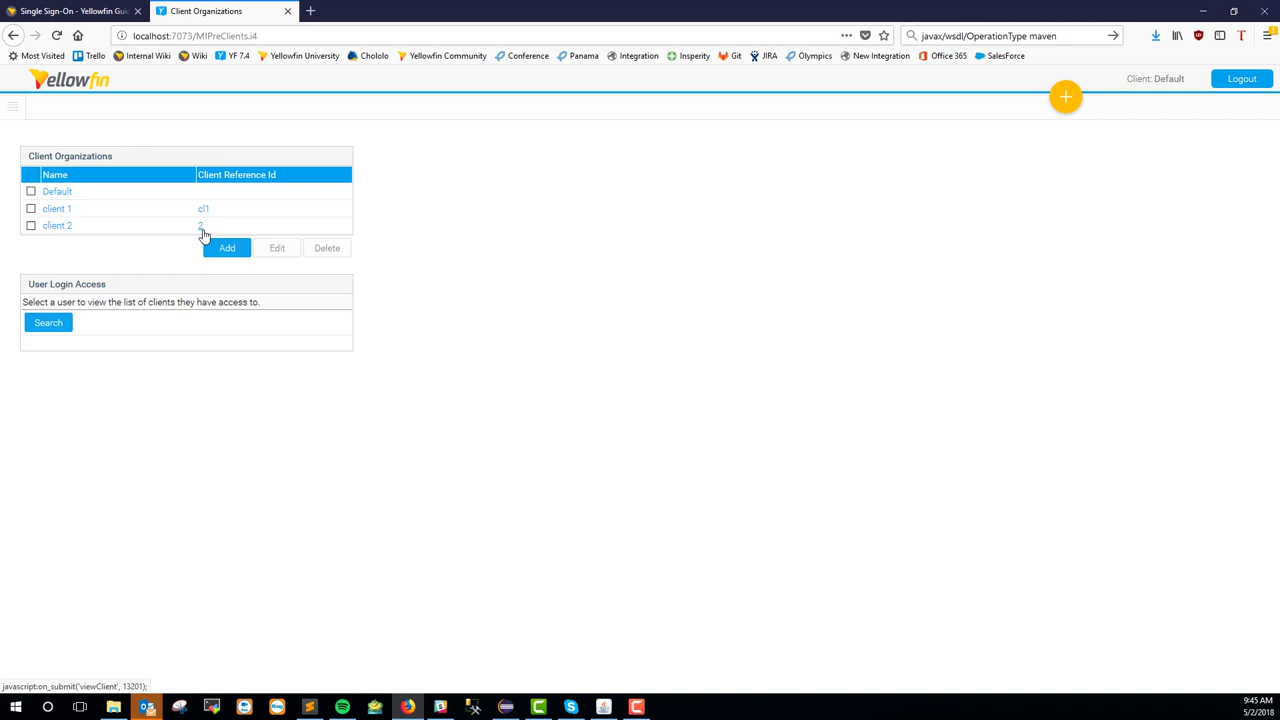 Single Sign-On - Yellowfin Gui
Client Organizations
localhost:7073/MIPreClients.i4
javax/wsdl/OperationType maven
Most Visited
Trello
Internal Wiki
Wiki
YF 7.4
Yellowfin University
Chololo
Yellowfin Community
Conference
Panama
Integration
Insperity
Git
JIRA
Olympics
New Integration
Office 365
SalesForce
Yellowfin
Client: Default
Logout
Client Organizations
Name Client Reference Id
Default
client 1 cl1
client 2 2
Add Edit Delete
User Login Access
Select a user to view the list of clients they have access to.
Search
javascript:on_submit('viewClient', 13201);
9:45 AM
5/2/2018